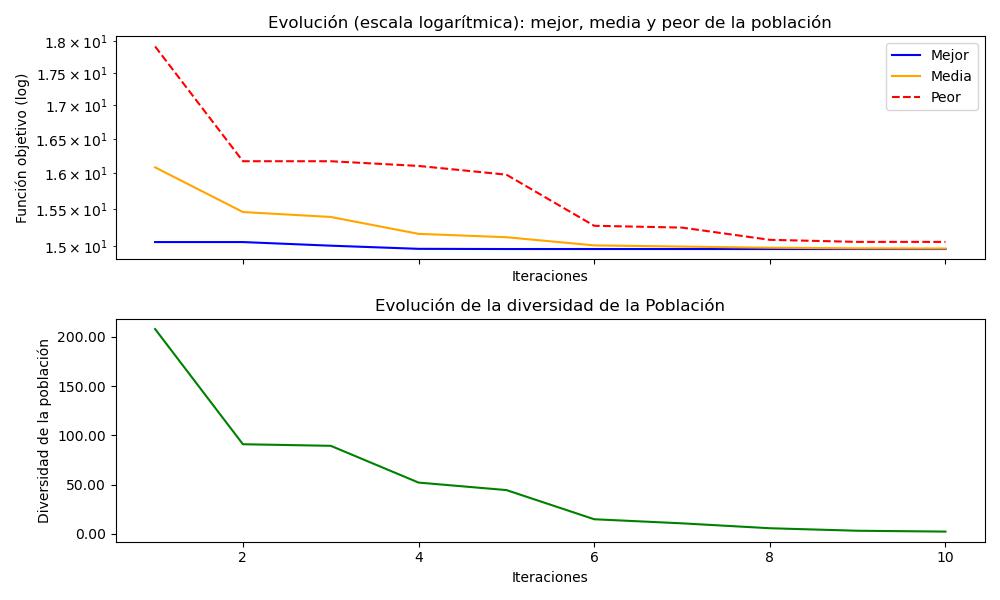 Evolución (escala logarítmica): mejor, media y peor de la población
Función objetivo (log)
1.8 × 10¹
1.75 × 10¹
1.7 × 10¹
1.65 × 10¹
1.6 × 10¹
1.55 × 10¹
1.5 × 10¹
Mejor
Media
Peor
Iteraciones
Evolución de la diversidad de la Población
Diversidad de la población
200.00
150.00
100.00
50.00
0.00
2 4 6 8 10
Iteraciones